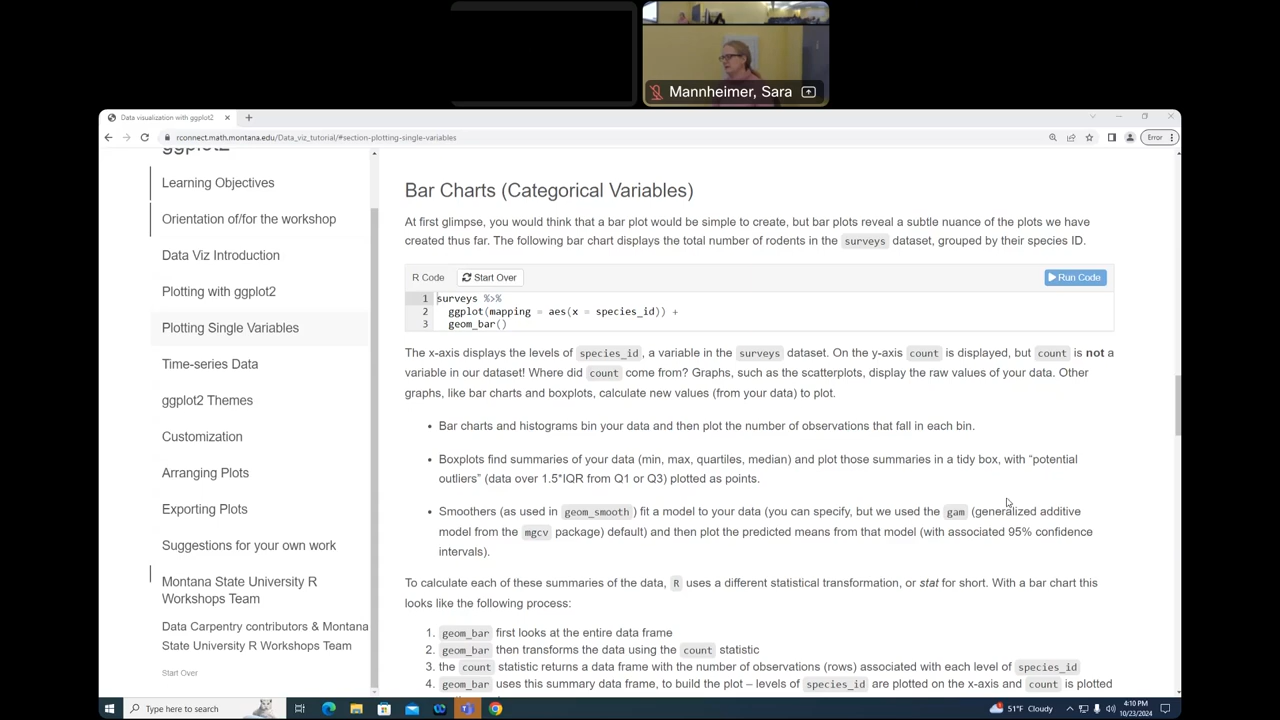 Mannheimer, Sara
Data visualization with ggplot2
rconnect.math.montana.edu/Data_viz_tutorial/#section-plotting-single-variables
Error
ggplot2
Learning Objectives
Orientation of/for the workshop
Data Viz Introduction
Plotting with ggplot2
Plotting Single Variables
Time-series Data
ggplot2 Themes
Customization
Arranging Plots
Exporting Plots
Suggestions for your own work
Montana State University R
Workshops Team
Data Carpentry contributors & Montana
State University R Workshops Team
Start Over
Bar Charts (Categorical Variables)
At first glimpse, you would think that a bar plot would be simple to create, but bar plots reveal a subtle nuance of the plots we have
created thus far. The following bar chart displays the total number of rodents in the surveys dataset, grouped by their species ID.
R Code Start Over Run Code
1 surveys %>%
2 ggplot(mapping = aes(x = species_id)) +
3 geom_bar()
The x-axis displays the levels of species_id, a variable in the surveys dataset. On the y-axis count is displayed, but count is not a
variable in our dataset! Where did count come from? Graphs, such as the scatterplots, display the raw values of your data. Other
graphs, like bar charts and boxplots, calculate new values (from your data) to plot.
• Bar charts and histograms bin your data and then plot the number of observations that fall in each bin.
• Boxplots find summaries of your data (min, max, quartiles, median) and plot those summaries in a tidy box, with “potential
outliers” (data over 1.5*IQR from Q1 or Q3) plotted as points.
• Smoothers (as used in geom_smooth) fit a model to your data (you can specify, but we used the gam (generalized additive
model from the mgcv package) default) and then plot the predicted means from that model (with associated 95% confidence
intervals).
To calculate each of these summaries of the data, R uses a different statistical transformation, or stat for short. With a bar chart this
looks like the following process:
1. geom_bar first looks at the entire data frame
2. geom_bar then transforms the data using the count statistic
3. the count statistic returns a data frame with the number of observations (rows) associated with each level of species_id
4. geom_bar uses this summary data frame, to build the plot – levels of species_id are plotted on the x-axis and count is plotted
Type here to search
51°F Cloudy
4:10 PM
10/23/2024